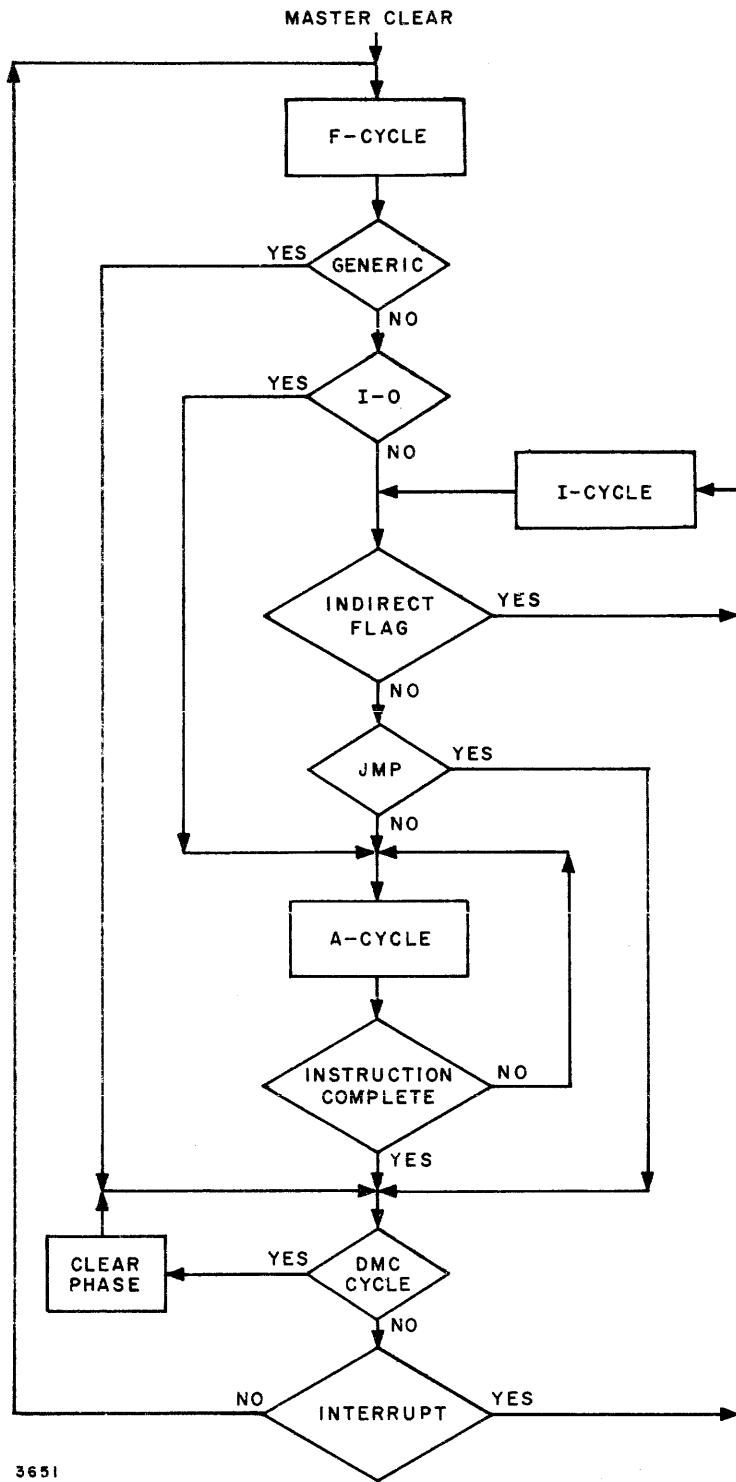 MASTER CLEAR
F-CYCLE
YES
GENERIC
NO
YES
I-O
NO
I-CYCLE
INDIRECT
FLAG
YES
NO
JMP
YES
NO
A-CYCLE
INSTRUCTION
COMPLETE
NO
YES
CLEAR
PHASE
YES
DMC
CYCLE
NO
NO
INTERRUPT
YES
3651